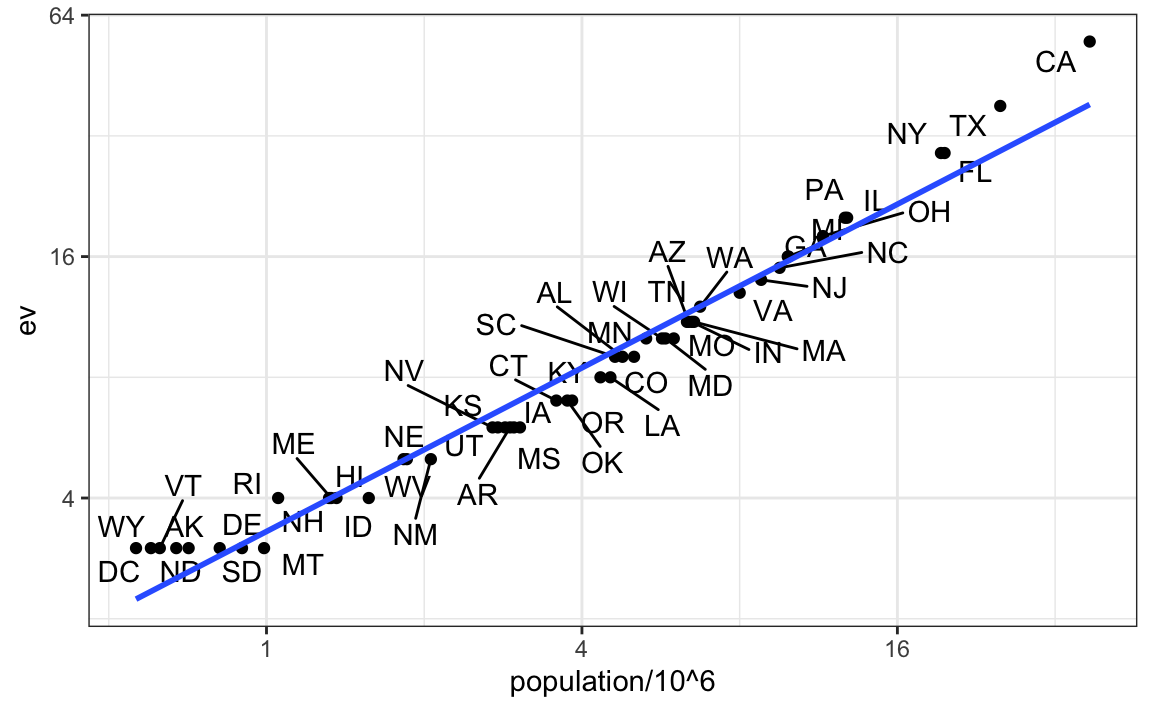 64
CA
NY
TX
FL
PA
IL
OH
MI
GA
16
AZ
WA
NC
AL
WI
TN
NJ
VA
SC
MN
MO
IN
MA
NV
CT
KY
CO
MD
KS
IA
OR
LA
ME
NE
UT
MS
OK
VT
RI
HI
WV
AR
4
WY
AK
DE
NH
ID
NM
DC
ND
SD
MT
ev
1
4
16
population/10^6